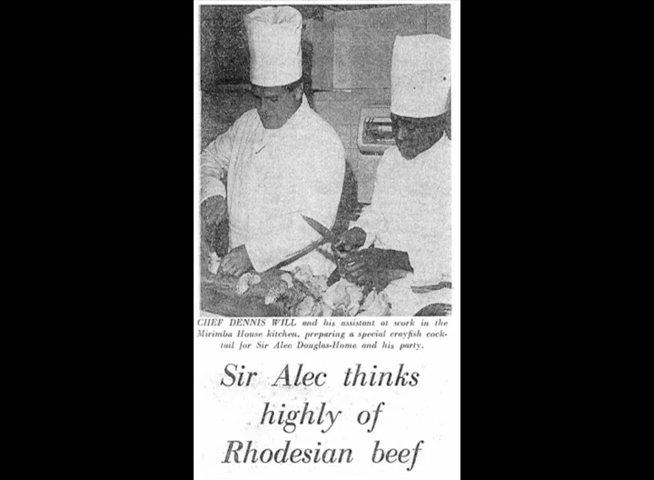 CHEF DENNIS WILL and his assistant at work in the
Mirimba House kitchen, preparing a special crayfish cock-
tail for Sir Alec Douglas-Home and his party.
Sir Alec thinks
highly of
Rhodesian beef